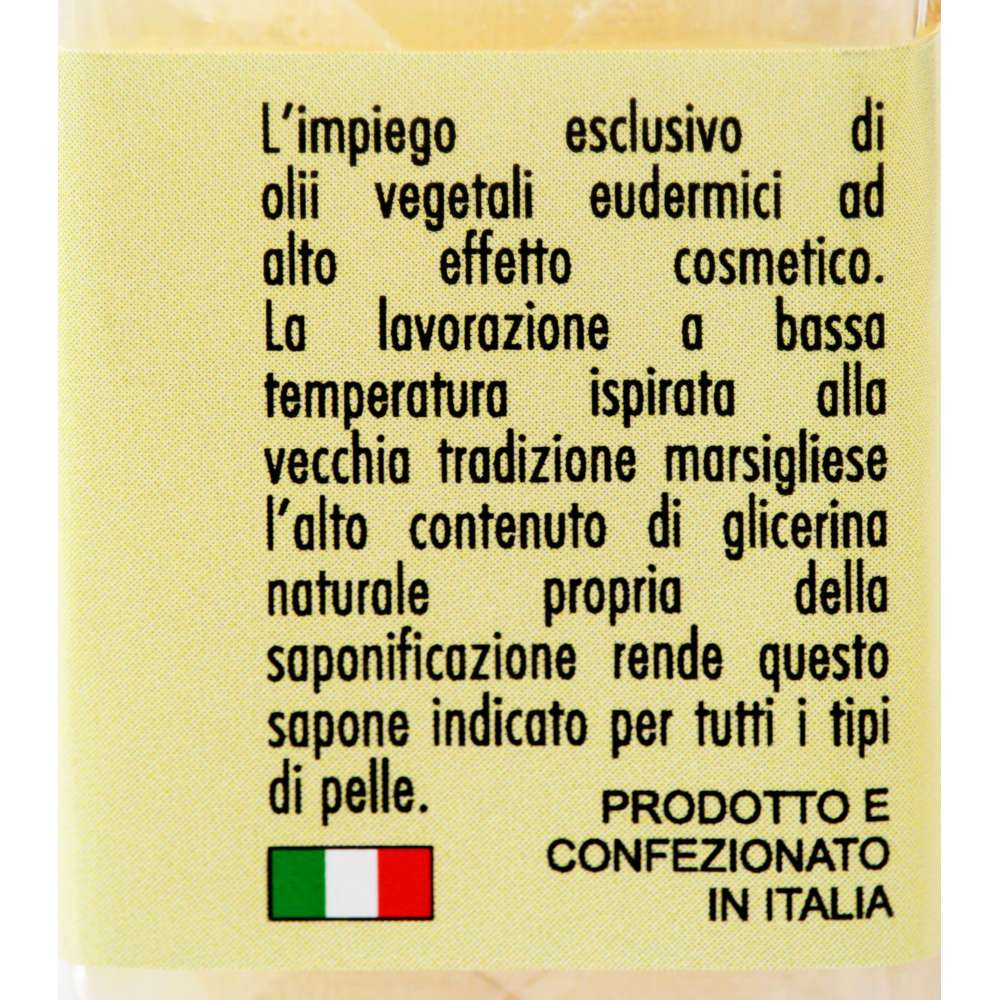 L'impiego esclusivo di
olii vegetali eudermici ad
alto effetto cosmetico.
La lavorazione a bassa
temperatura ispirata alla
vecchia tradizione marsigliese
l'alto contenuto di glicerina
naturale propria della
saponificazione rende questo
sapone indicato per tutti i tipi
di pelle.
PRODOTTO E
CONFEZIONATO
IN ITALIA